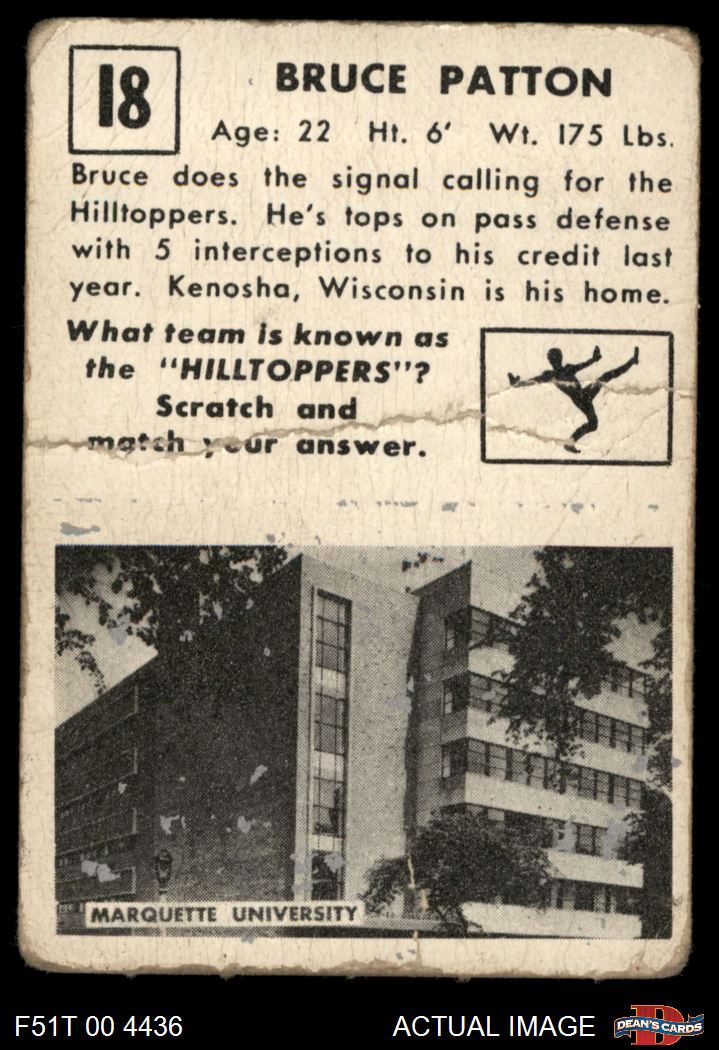 18
BRUCE PATTON
Age: 22 Ht. 6' Wt. 175 Lbs.
Bruce does the signal calling for the
Hilltoppers. He's tops on pass defense
with 5 interceptions to his credit last
year. Kenosha, Wisconsin is his home.
What team is known as
the "HILLTOPPERS"?
Scratch and
match your answer.
MARQUETTE UNIVERSITY
F51T 00 4436
ACTUAL IMAGE
D
DEAN'S CARDS